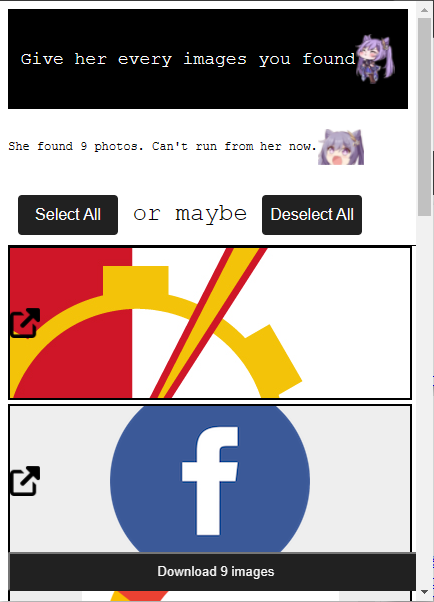 Give her every images you found
She found 9 photos. Can't run from her now.
Select All or maybe Deselect All
f
Download 9 images